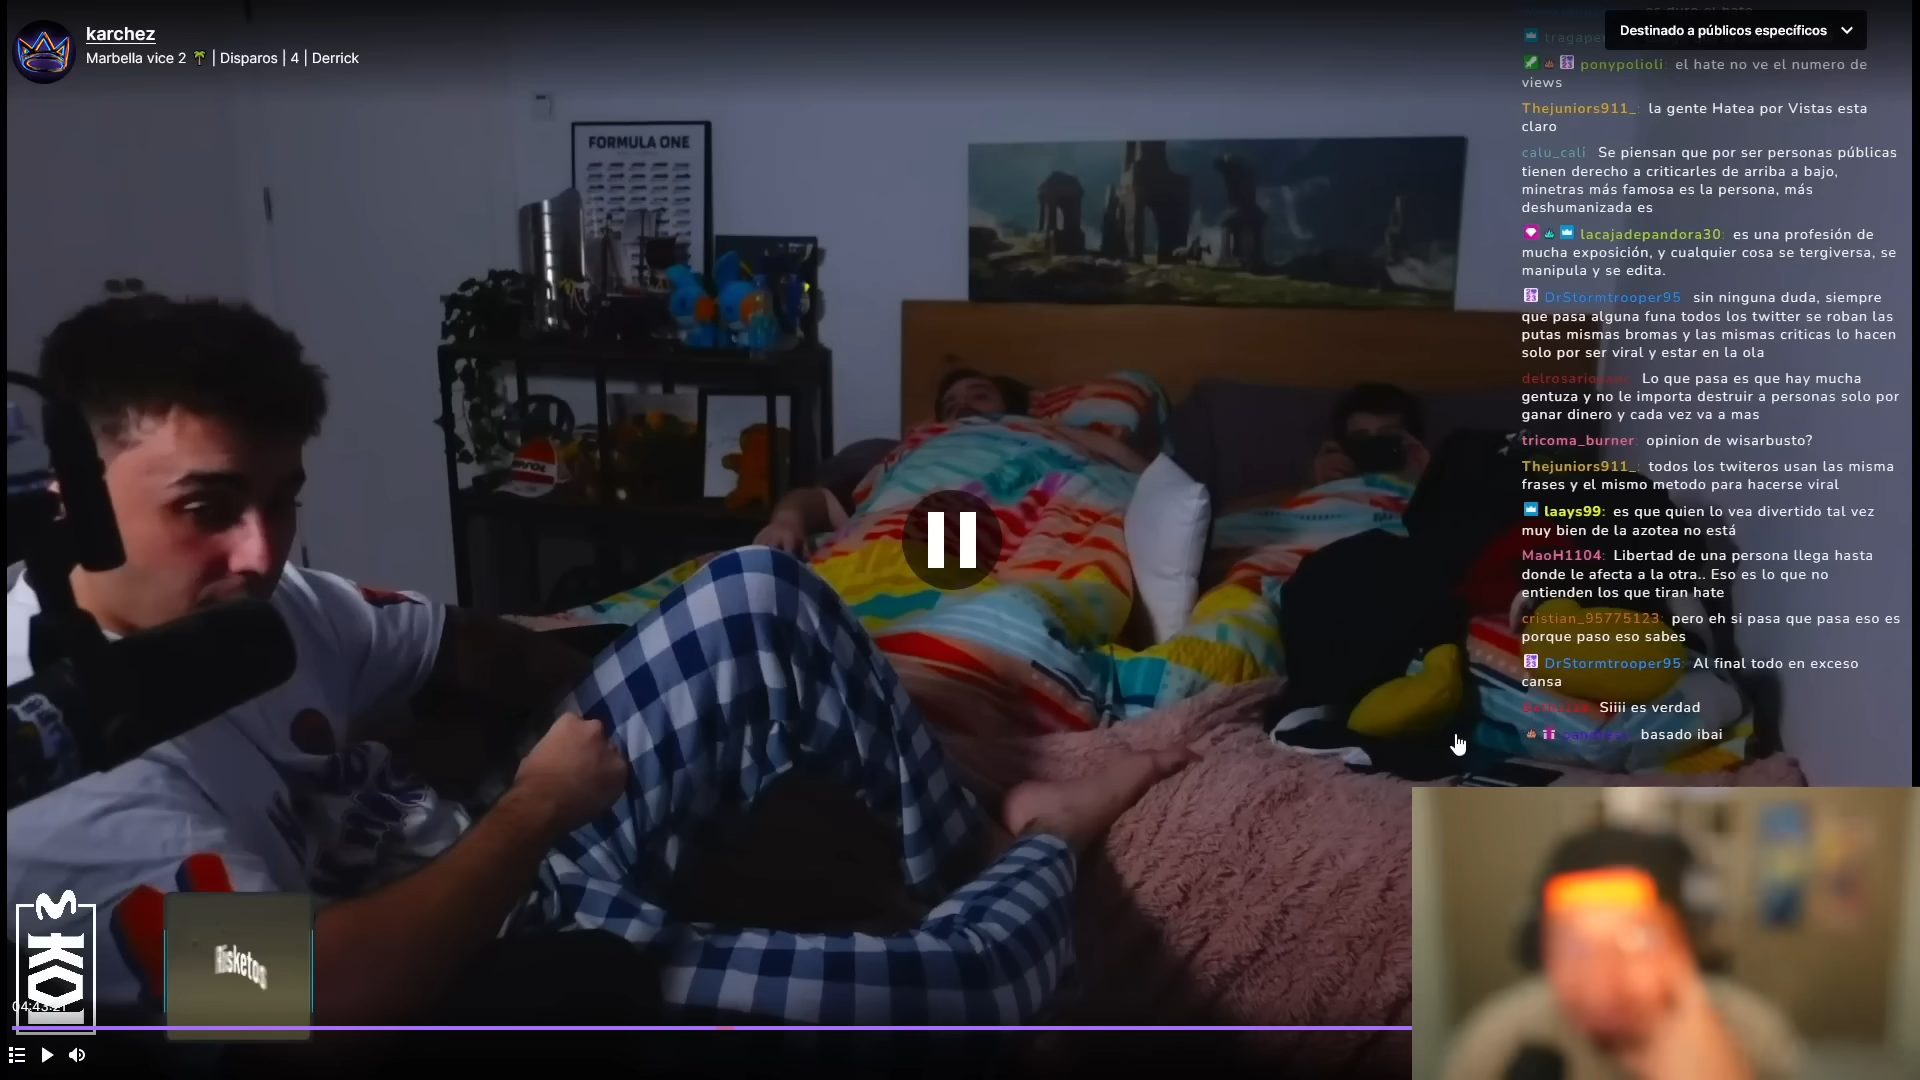 karchez
Marbella vice 2 🌴 | Disparos | 4 | Derrick
Destinado a públicos específicos
ponypolioli: el hate no ve el numero de
views
Thejuniors911_: la gente Hatea por Vistas esta
claro
calu_cali Se piensan que por ser personas públicas
tienen derecho a criticarles de arriba a bajo,
minetras más famosa es la persona, más
deshumanizada es
lacajadepandora30: es una profesión de
mucha exposición, y cualquier cosa se tergiversa, se
manipula y se edita.
DrStormtrooper95 sin ninguna duda, siempre
que pasa alguna funa todos los twitter se roban las
putas mismas bromas y las mismas criticas lo hacen
solo por ser viral y estar en la ola
Lo que pasa es que hay mucha
gentuza y no le importa destruir a personas solo por
ganar dinero y cada vez va a mas
tricoma_burner: opinion de wisarbusto?
Thejuniors911_: todos los twiteros usan las misma
frases y el mismo metodo para hacerse viral
laays99: es que quien lo vea divertido tal vez
muy bien de la azotea no está
MaoH1104: Libertad de una persona llega hasta
donde le afecta a la otra.. Eso es lo que no
entienden los que tiran hate
cristian_95775123: pero eh si pasa que pasa eso es
porque paso eso sabes
DrStormtrooper95: Al final todo en exceso
cansa
Siiii es verdad
basado ibai
FORMULA ONE
KOI